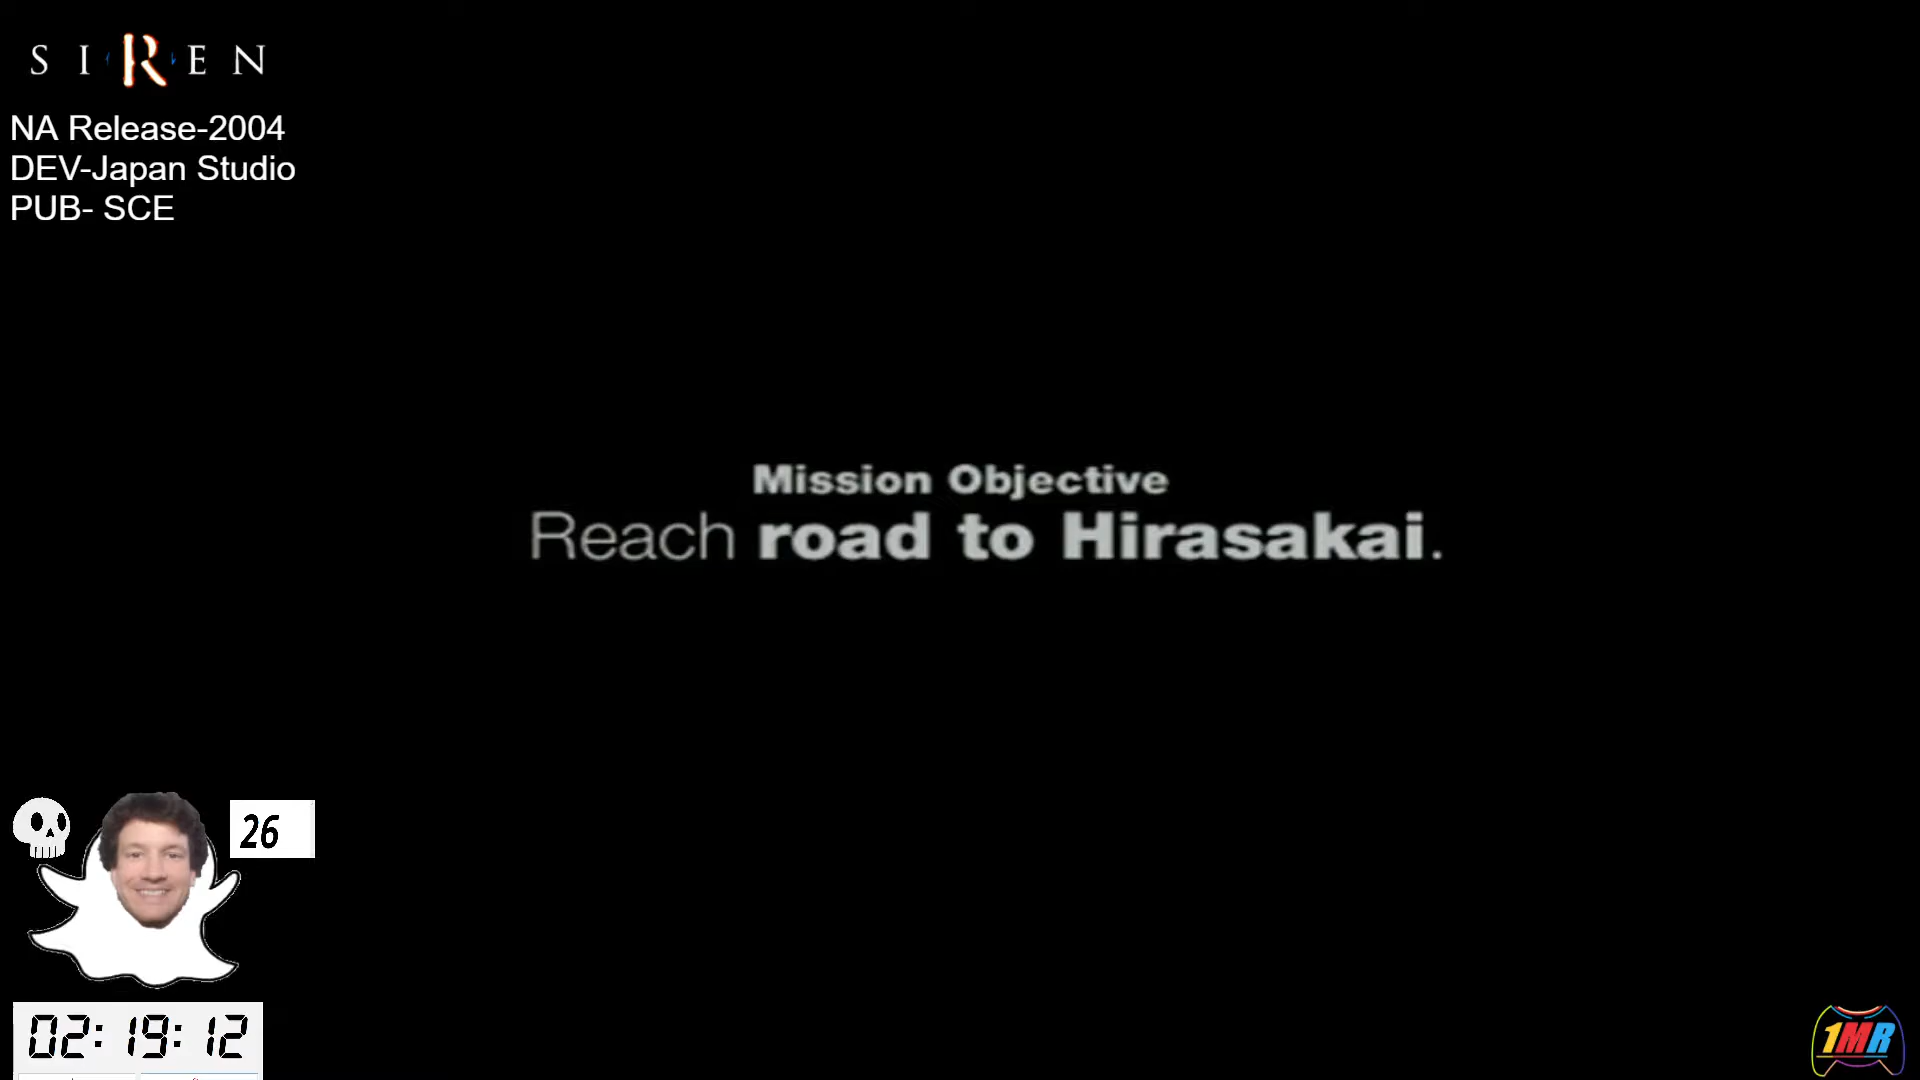 SIREN
NA Release-2004
DEV-Japan Studio
PUB- SCE
Mission Objective
Reach road to Hirasakai.
26
02:19:12
1MR